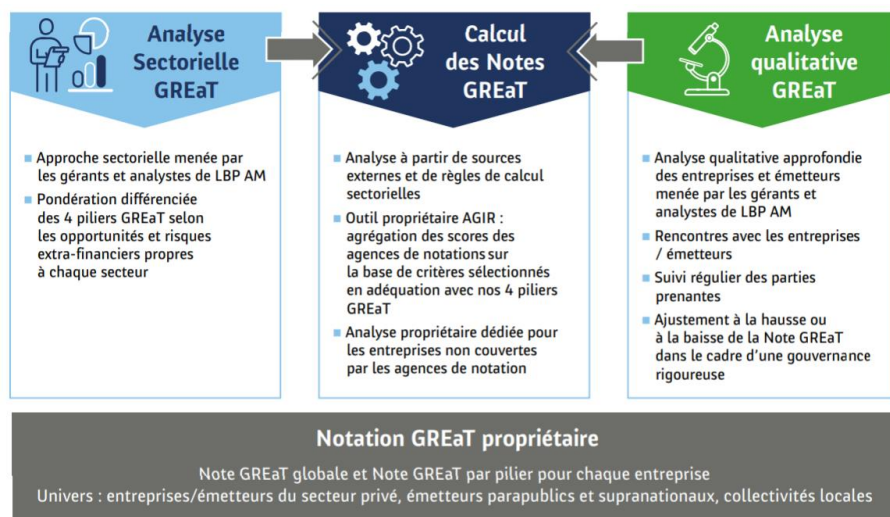 Analyse
Sectorielle
GREaT
Approche sectorielle menée par
les gérants et analystes de LBP AM
Pondération différenciée
des 4 piliers GREaT selon
les opportunités et risques
extra-financiers propres
à chaque secteur
Calcul
des Notes
GREaT
Analyse à partir de sources
externes et de règles de calcul
sectorielles
Outil propriétaire AGIR :
agrégation des scores des
agences de notations sur
la base de critères sélectionnés
en adéquation avec nos 4 piliers
GREaT
Analyse propriétaire dédiée pour
les entreprises non couvertes
par les agences de notation
Analyse
qualitative
GREaT
Analyse qualitative approfondie
des entreprises et émetteurs
menée par les gérants et
analystes de LBP AM
Rencontres avec les entreprises
/ émetteurs
Suivi régulier des parties
prenantes
Ajustement à la hausse ou
à la baisse de la Note GREaT
dans le cadre d'une gouvernance
rigoureuse
Notation GREaT propriétaire
Note GREaT globale et Note GREaT par pilier pour chaque entreprise
Univers : entreprises/émetteurs du secteur privé, émetteurs parapublics et supranationaux, collectivités locales